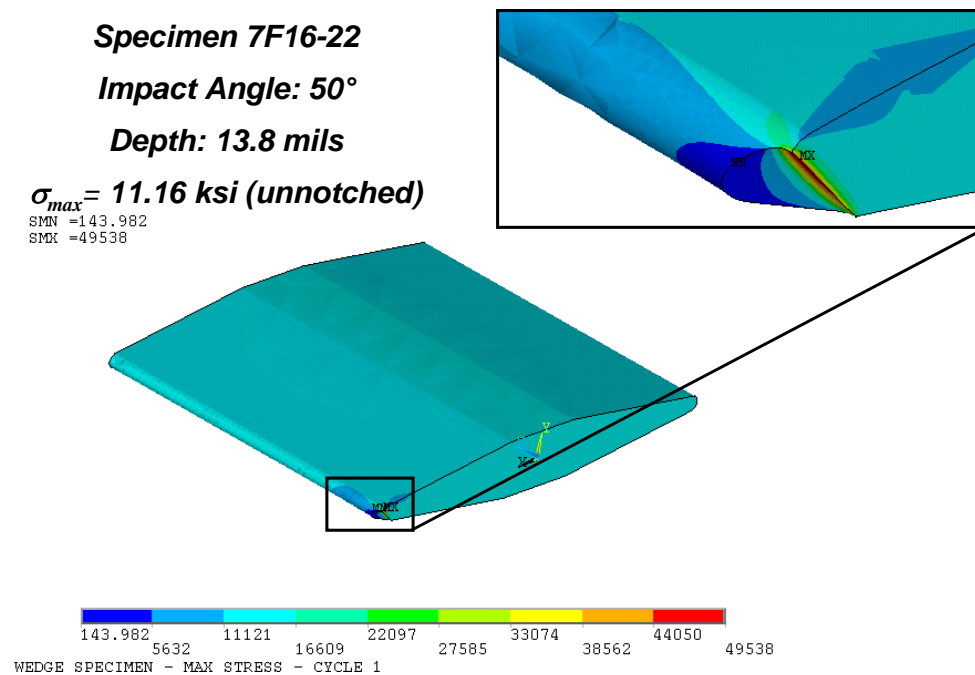 Specimen 7F16-22
Impact Angle: 50°
Depth: 13.8 mils
σmax= 11.16 ksi (unnotched)
SMN =143.982
SMX =49538
MN
MX
Y
X
MNMX
143.982 11121 22097 33074 44050
5632 16609 27585 38562 49538
WEDGE SPECIMEN - MAX STRESS - CYCLE 1